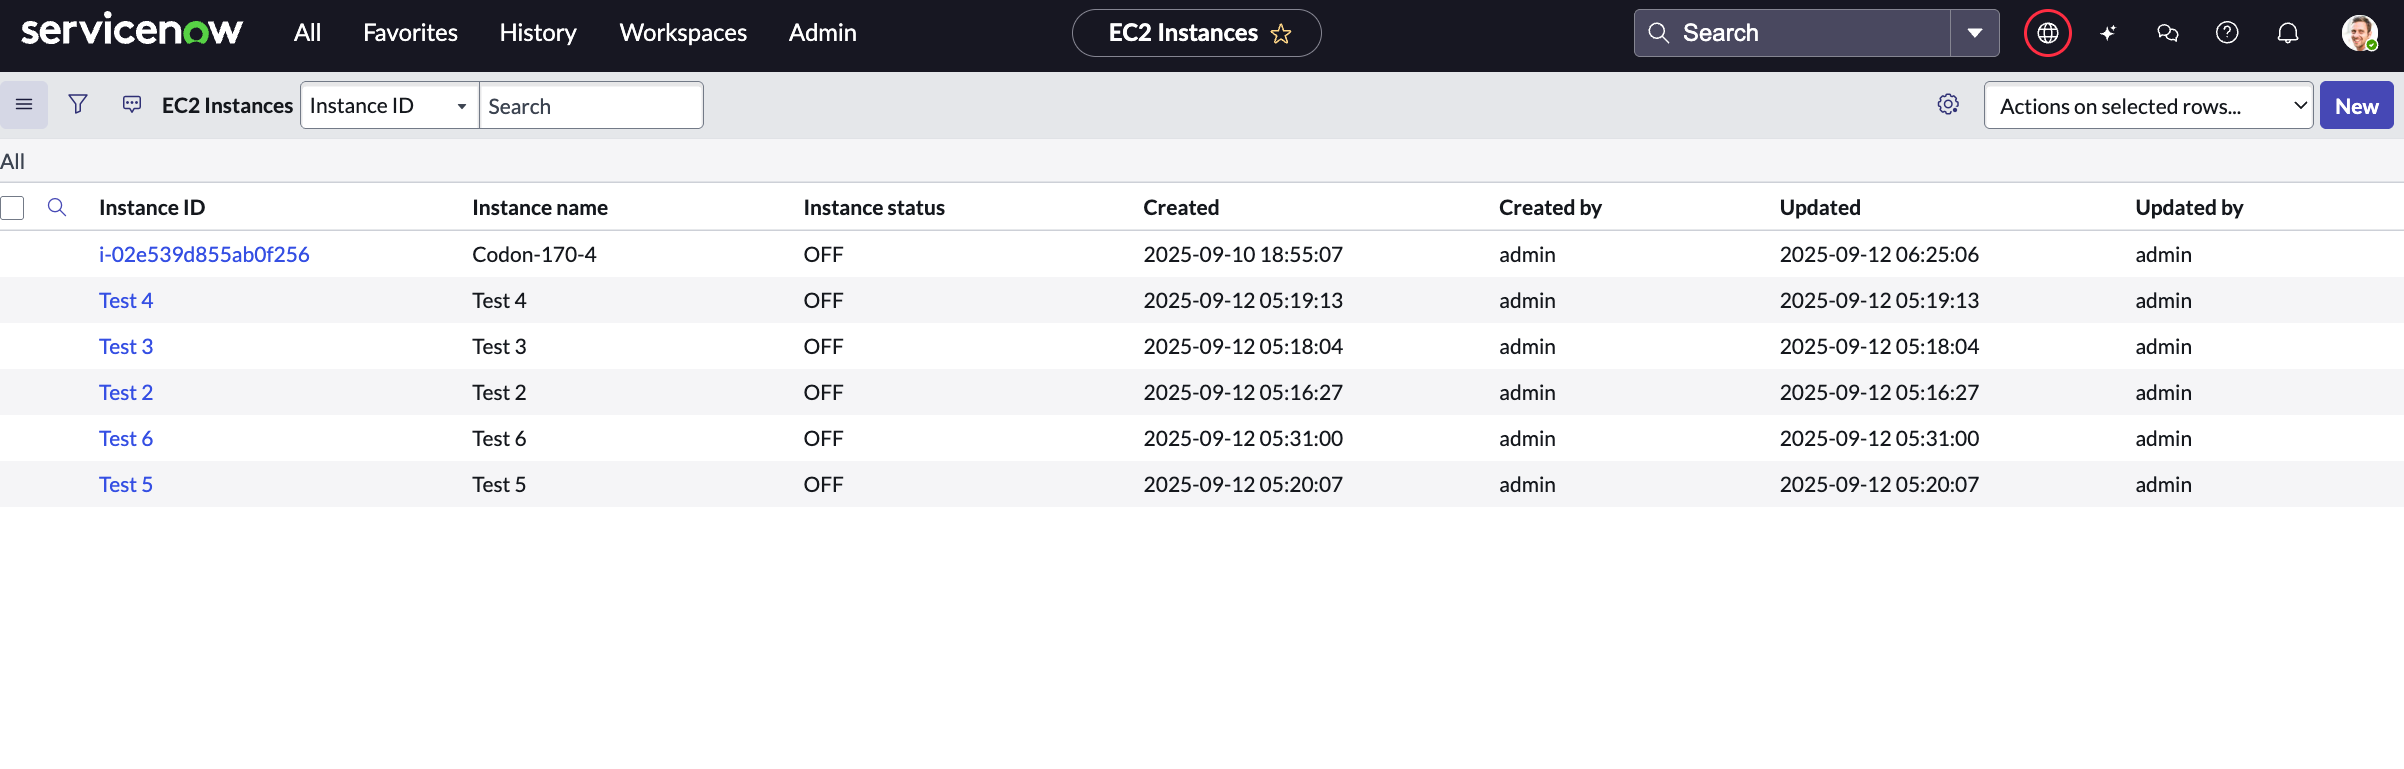 servicenow All Favorites History Workspaces Admin EC2 Instances Search
EC2 Instances Instance ID Search Actions on selected rows... New
All
Instance ID Instance name Instance status Created Created by Updated Updated by
i-02e539d855ab0f256 Codon-170-4 OFF 2025-09-10 18:55:07 admin 2025-09-12 06:25:06 admin
Test 4 Test 4 OFF 2025-09-12 05:19:13 admin 2025-09-12 05:19:13 admin
Test 3 Test 3 OFF 2025-09-12 05:18:04 admin 2025-09-12 05:18:04 admin
Test 2 Test 2 OFF 2025-09-12 05:16:27 admin 2025-09-12 05:16:27 admin
Test 6 Test 6 OFF 2025-09-12 05:31:00 admin 2025-09-12 05:31:00 admin
Test 5 Test 5 OFF 2025-09-12 05:20:07 admin 2025-09-12 05:20:07 admin